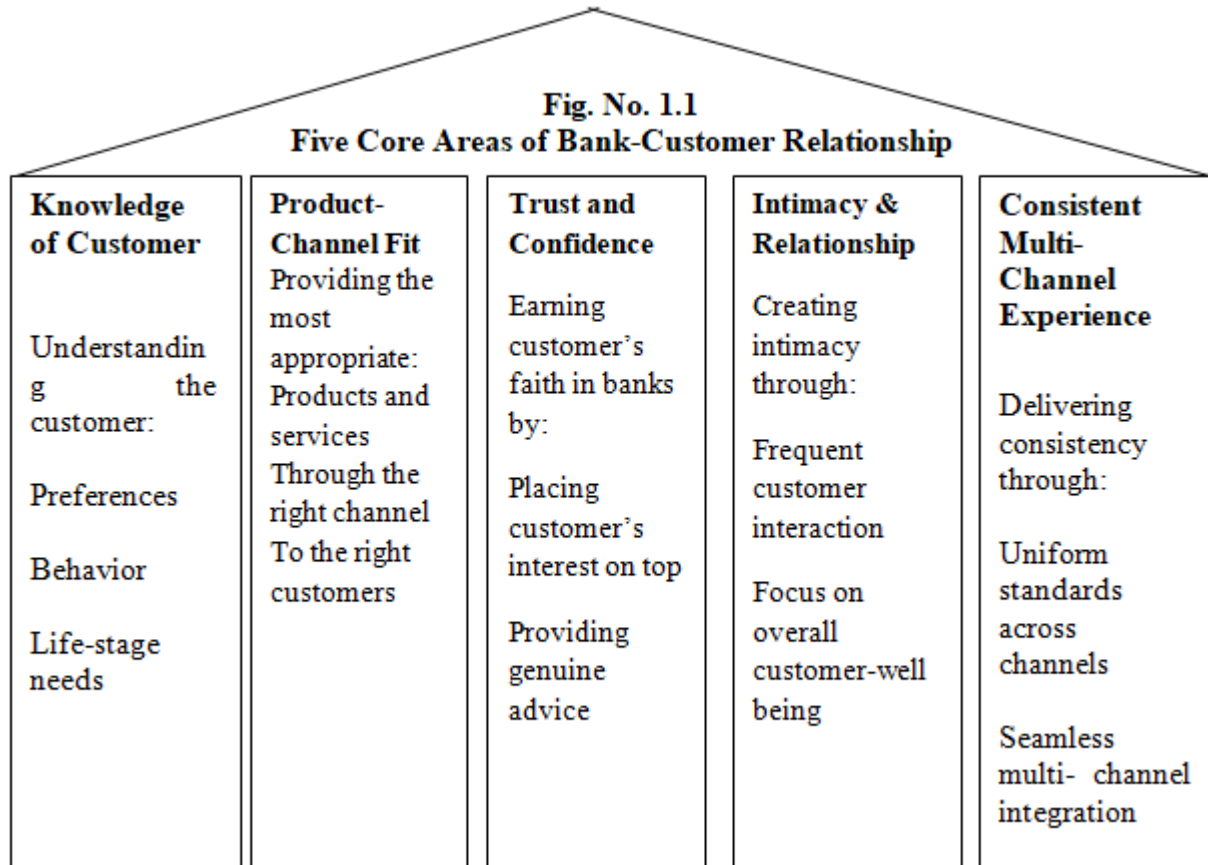 Fig. No. 1.1
Five Core Areas of Bank-Customer Relationship
Knowledge
of Customer
Understandin
g the
customer:
Preferences
Behavior
Life-stage
needs
Product-
Channel Fit
Providing the
most
appropriate:
Products and
services
Through the
right channel
To the right
customers
Trust and
Confidence
Earning
customer’s
faith in banks
by:
Placing
customer’s
interest on top
Providing
genuine
advice
Intimacy &
Relationship
Creating
intimacy
through:
Frequent
customer
interaction
Focus on
overall
customer-well
being
Consistent
Multi-
Channel
Experience
Delivering
consistency
through:
Uniform
standards
across
channels
Seamless
multi- channel
integration